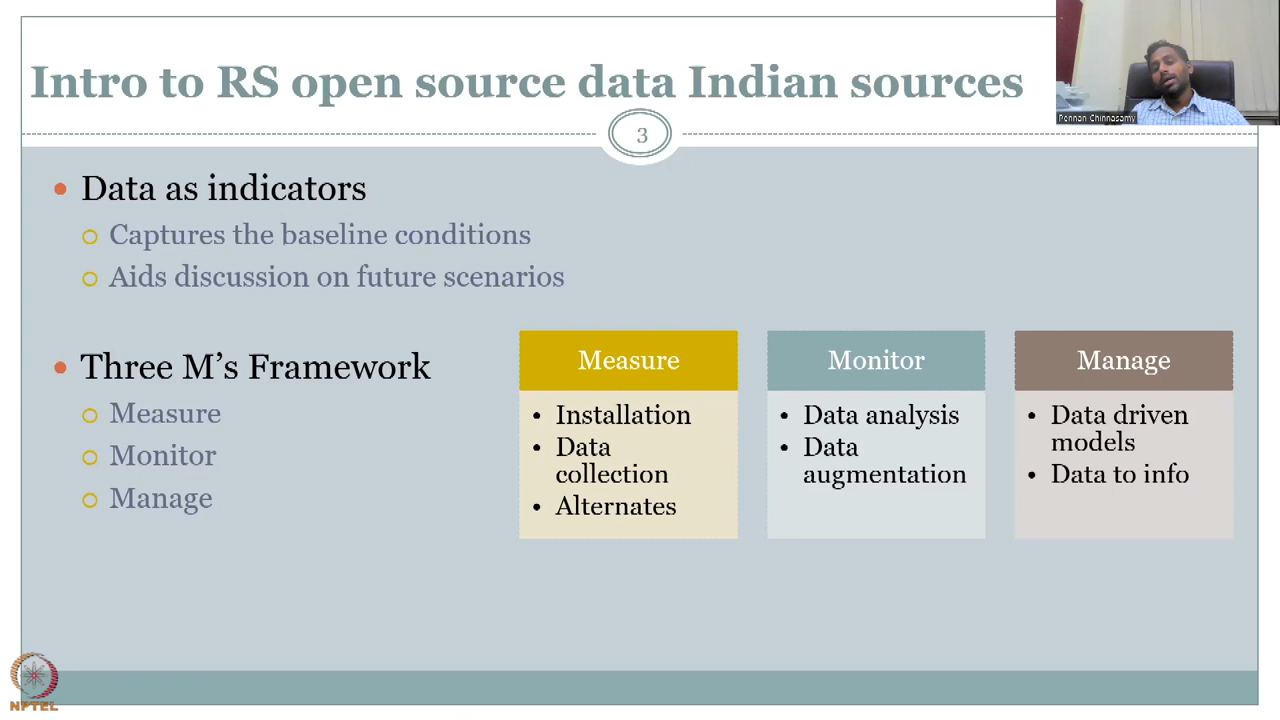 Intro to RS open source data Indian sources
Pennan Chinnasamy
3
Data as indicators
Captures the baseline conditions
Aids discussion on future scenarios
Three M's Framework
Measure
Monitor
Manage
Measure
• Installation
• Data
collection
• Alternates
Monitor
• Data analysis
• Data
augmentation
Manage
• Data driven
models
• Data to info
NPTEL